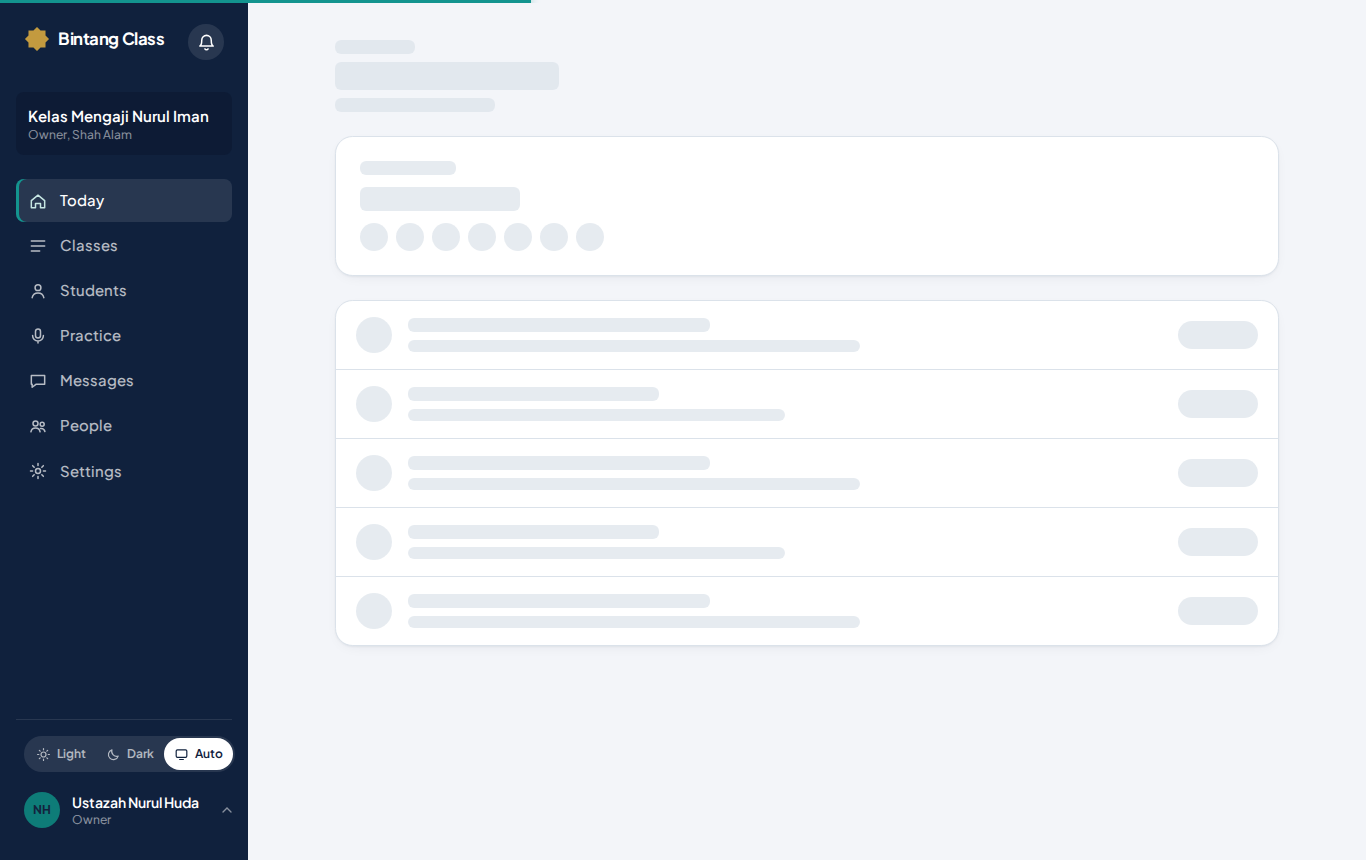 Bintang Class
Kelas Mengaji Nurul Iman
Owner, Shah Alam
Today
Classes
Students
Practice
Messages
People
Settings
Light Dark Auto
NH
Ustazah Nurul Huda
Owner